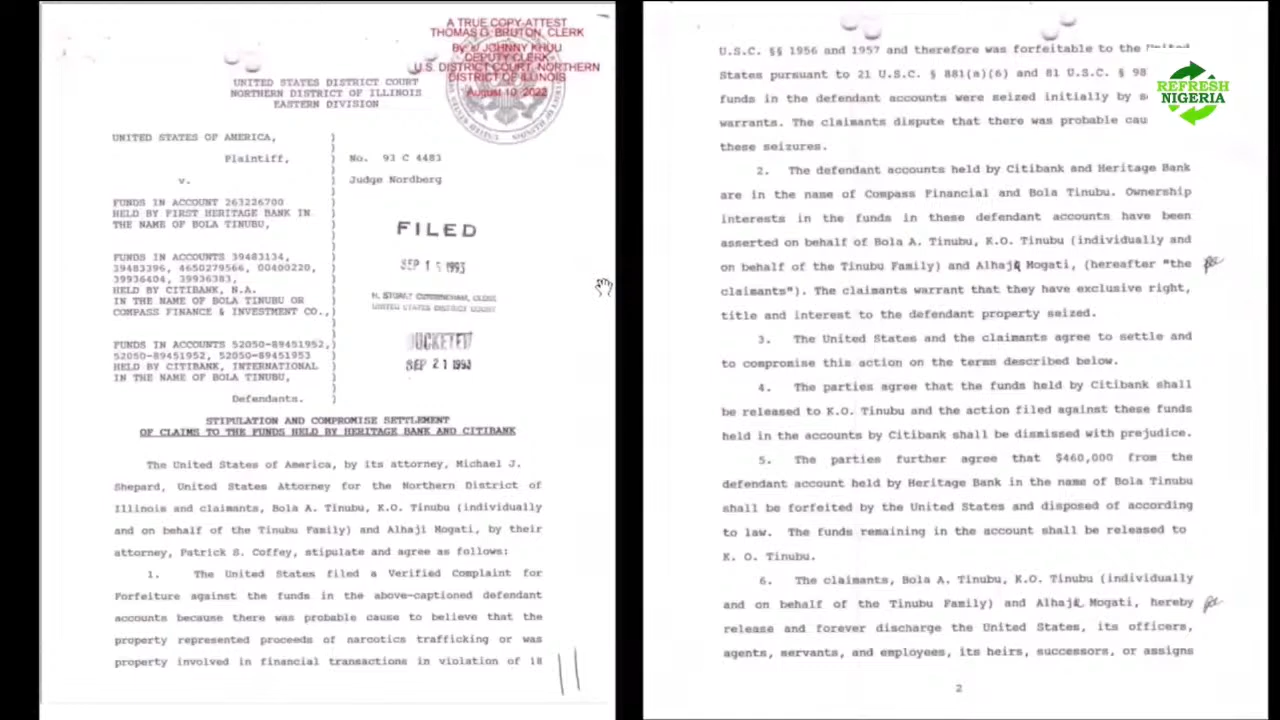 A TRUE COPY-ATTEST
THOMAS G. BRUTON, CLERK
By: s/ JOHNNY KHUU
DEPUTY CLERK
U.S. DISTRICT COURT, NORTHERN
DISTRICT OF ILLINOIS
August 10, 2022
UNITED STATES DISTRICT COURT
NORTHERN DISTRICT OF ILLINOIS
EASTERN DIVISION
UNITED STATES OF AMERICA,
Plaintiff,
v.
FUNDS IN ACCOUNT 263226700
HELD BY FIRST HERITAGE BANK IN
THE NAME OF BOLA TINUBU,
FUNDS IN ACCOUNTS 39483134,
39483396, 4650279566, 00400220,
39936404, 39936383,
HELD BY CITIBANK, N.A.
IN THE NAME OF BOLA TINUBU OR
COMPASS FINANCE & INVESTMENT CO.,
FUNDS IN ACCOUNTS 52050-89451952,
52050-89451952, 52050-89451953
HELD BY CITIBANK, INTERNATIONAL
IN THE NAME OF BOLA TINUBU,
Defendants.
No. 93 C 4483
Judge Nordberg
FILED
SEP 15 1993
H. STUART CUNNINGHAM, CLERK
UNITED STATES DISTRICT COURT
DOCKETED
SEP 21 1993
STIPULATION AND COMPROMISE SETTLEMENT
OF CLAIMS TO THE FUNDS HELD BY HERITAGE BANK AND CITIBANK
The United States of America, by its attorney, Michael J.
Shepard, United States Attorney for the Northern District of
Illinois and claimants, Bola A. Tinubu, K.O. Tinubu (individually
and on behalf of the Tinubu Family) and Alhaji Mogati, by their
attorney, Patrick S. Coffey, stipulate and agree as follows:
1. The United States filed a Verified Complaint for
Forfeiture against the funds in the above-captioned defendant
accounts because there was probable cause to believe that the
property represented proceeds of narcotics trafficking or was
property involved in financial transactions in violation of 18
U.S.C. §§ 1956 and 1957 and therefore was forfeitable to the United
States pursuant to 21 U.S.C. § 881(a)(6) and 81 U.S.C. § 98
funds in the defendant accounts were seized initially by s
warrants. The claimants dispute that there was probable cau
these seizures.
2. The defendant accounts held by Citibank and Heritage Bank
are in the name of Compass Financial and Bola Tinubu. Ownership
interests in the funds in these defendant accounts have been
asserted on behalf of Bola A. Tinubu, K.O. Tinubu (individually and
on behalf of the Tinubu Family) and Alhaji Mogati, (hereafter "the
claimants"). The claimants warrant that they have exclusive right,
title and interest to the defendant property seized.
3. The United States and the claimants agree to settle and
to compromise this action on the terms described below.
4. The parties agree that the funds held by Citibank shall
be released to K.O. Tinubu and the action filed against these funds
held in the accounts by Citibank shall be dismissed with prejudice.
5. The parties further agree that $460,000 from the
defendant account held by Heritage Bank in the name of Bola Tinubu
shall be forfeited by the United States and disposed of according
to law. The funds remaining in the account shall be released to
K. O. Tinubu.
6. The claimants, Bola A. Tinubu, K.O. Tinubu (individually
and on behalf of the Tinubu Family) and Alhaji Mogati, hereby
release and forever discharge the United States, its officers,
agents, servants, and employees, its heirs, successors, or assigns
2
REFRESH
NIGERIA